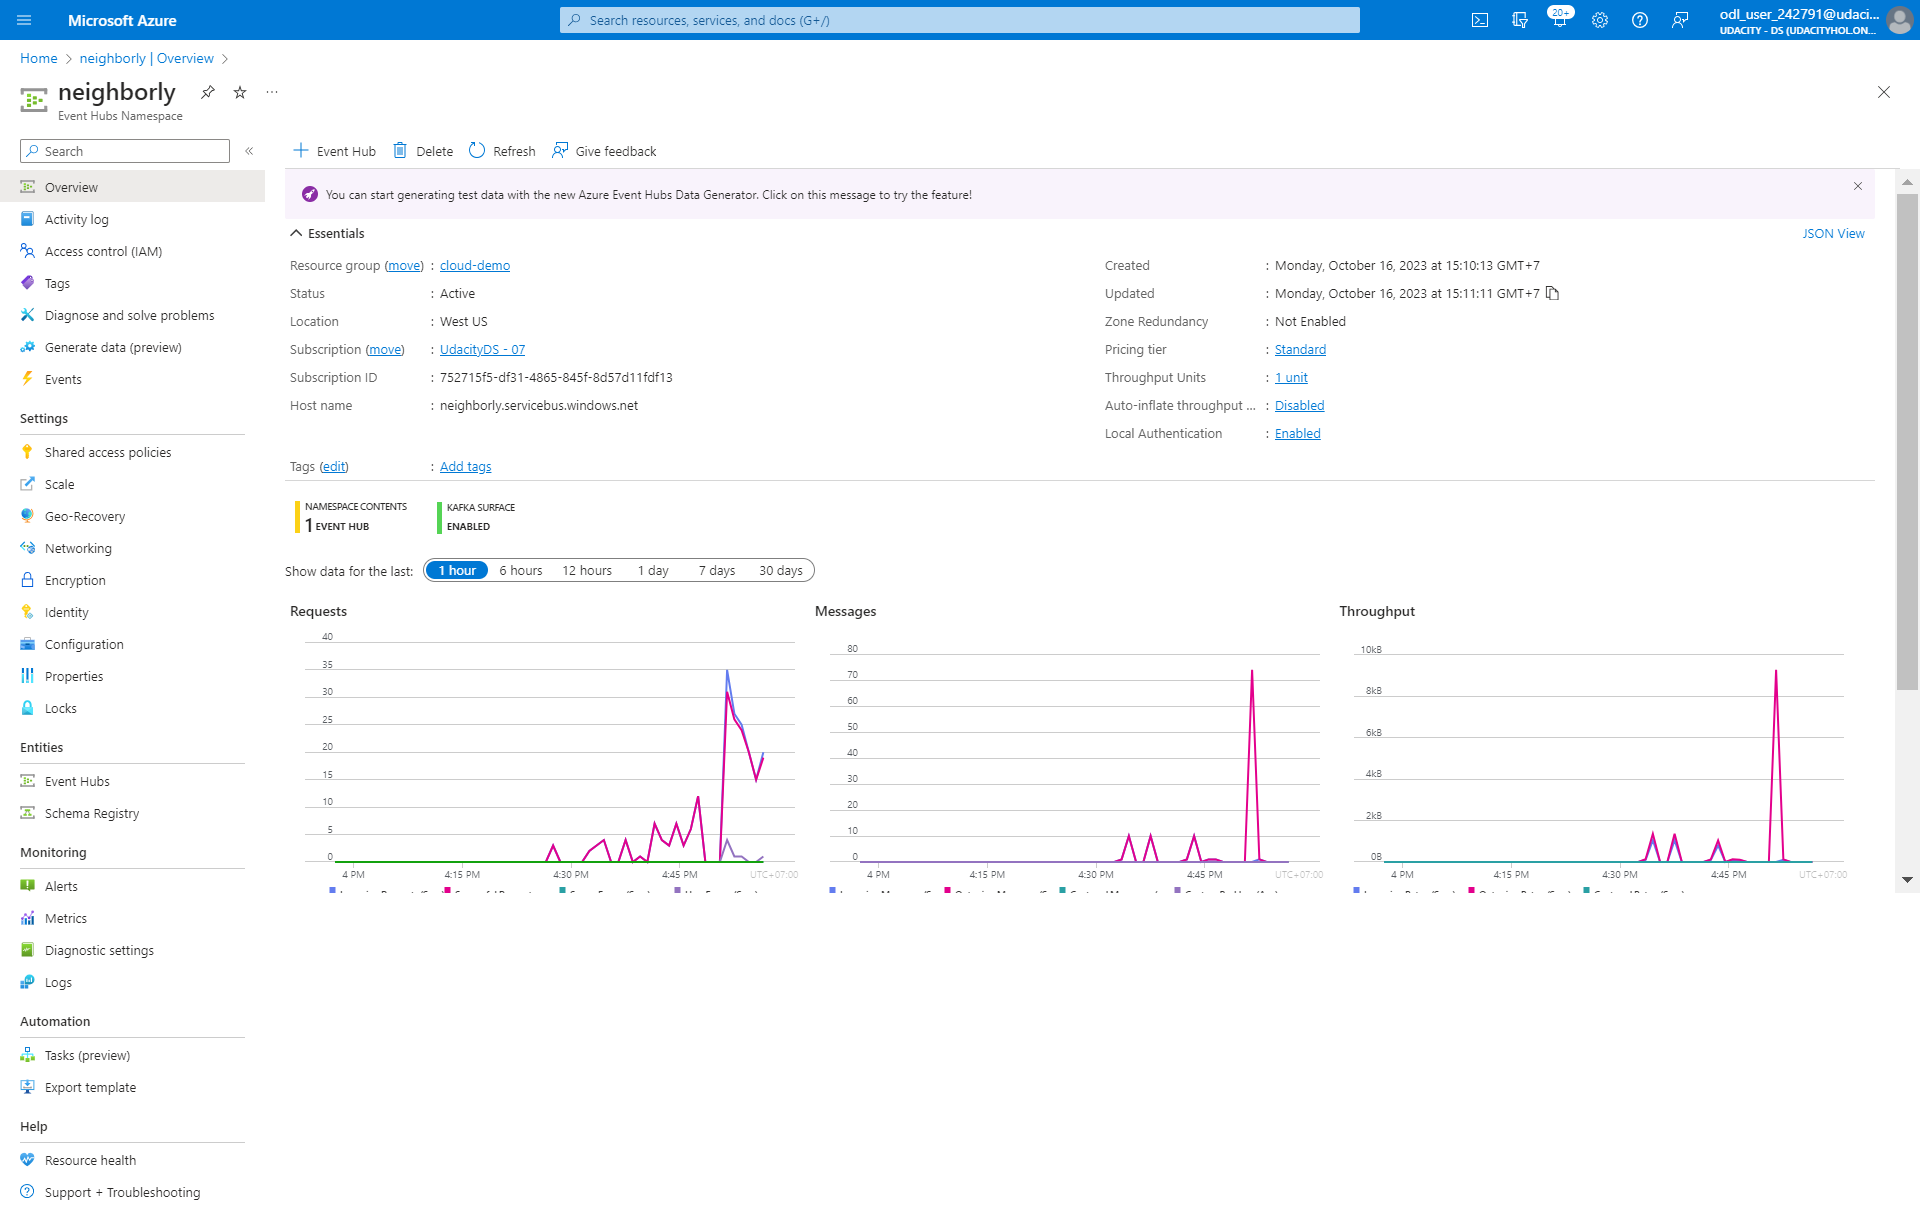 Microsoft Azure
Search resources, services, and docs (G+/)
20+
odl_user_242791@udaci...
UDACITY - DS (UDACITYHOL.ON...
Home > neighborly | Overview >
neighborly
Event Hubs Namespace
Search
Overview
Activity log
Access control (IAM)
Tags
Diagnose and solve problems
Generate data (preview)
Events
Settings
Shared access policies
Scale
Geo-Recovery
Networking
Encryption
Identity
Configuration
Properties
Locks
Entities
Event Hubs
Schema Registry
Monitoring
Alerts
Metrics
Diagnostic settings
Logs
Automation
Tasks (preview)
Export template
Help
Resource health
Support + Troubleshooting
Event Hub Delete Refresh Give feedback
You can start generating test data with the new Azure Event Hubs Data Generator. Click on this message to try the feature!
Essentials
JSON View
Resource group (move) : cloud-demo
Status : Active
Location : West US
Subscription (move) : UdacityDS - 07
Subscription ID : 752715f5-df31-4865-845f-8d57d11fdf13
Host name : neighborly.servicebus.windows.net
Created : Monday, October 16, 2023 at 15:10:13 GMT+7
Updated : Monday, October 16, 2023 at 15:11:11 GMT+7
Zone Redundancy : Not Enabled
Pricing tier : Standard
Throughput Units : 1 unit
Auto-inflate throughput ... : Disabled
Local Authentication : Enabled
Tags (edit) : Add tags
NAMESPACE CONTENTS
1 EVENT HUB
KAFKA SURFACE
ENABLED
Show data for the last: 1 hour 6 hours 12 hours 1 day 7 days 30 days
Requests
40
35
30
25
20
15
10
5
0
4 PM 4:15 PM 4:30 PM 4:45 PM UTC+07:00
Messages
80
70
60
50
40
30
20
10
0
4 PM 4:15 PM 4:30 PM 4:45 PM UTC+07:00
Throughput
10kB
8kB
6kB
4kB
2kB
0B
4 PM 4:15 PM 4:30 PM 4:45 PM UTC+07:00